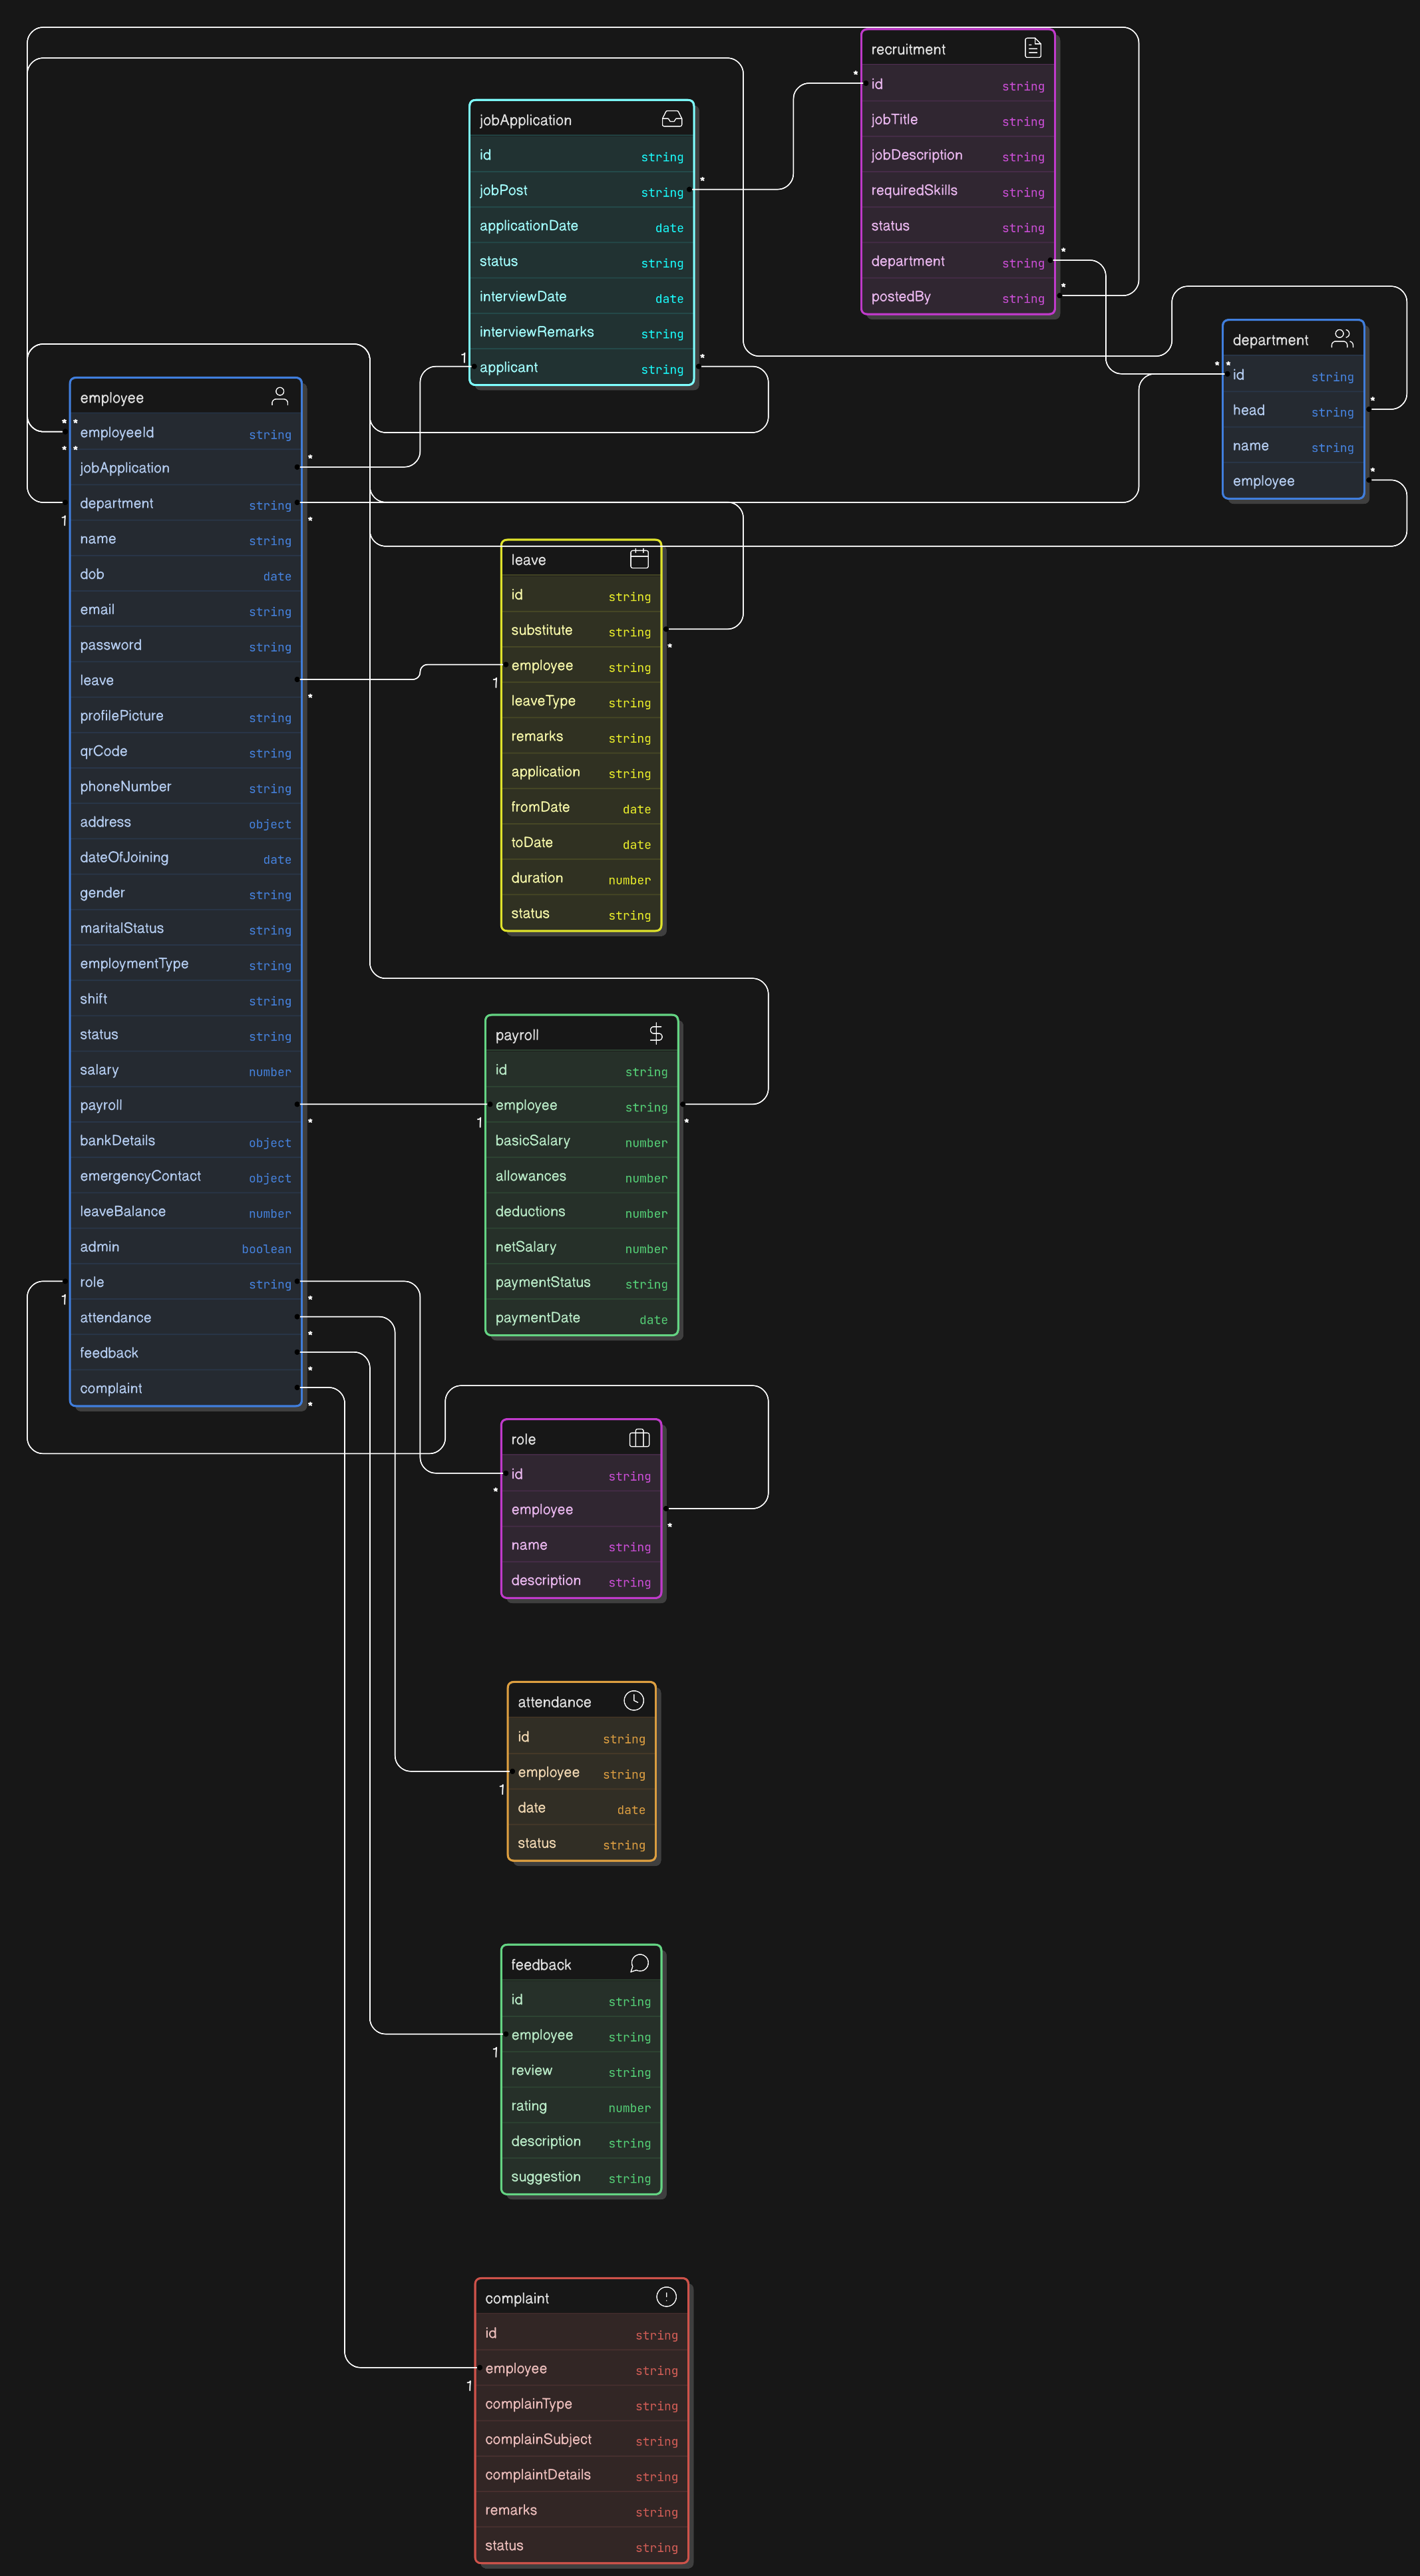 recruitment
id string
jobTitle string
jobDescription string
requiredSkills string
status string
department string
postedBy string
jobApplication
id string
jobPost string
applicationDate date
status string
interviewDate date
interviewRemarks string
applicant string
department
id string
head string
name string
employee
employee
employeeId string
jobApplication
department string
name string
dob date
email string
password string
leave
profilePicture string
qrCode string
phoneNumber string
address object
dateOfJoining date
gender string
maritalStatus string
employmentType string
shift string
status string
salary number
payroll
bankDetails object
emergencyContact object
leaveBalance number
admin boolean
role string
attendance
feedback
complaint
leave
id string
substitute string
employee string
leaveType string
remarks string
application string
fromDate date
toDate date
duration number
status string
payroll
id string
employee string
basicSalary number
allowances number
deductions number
netSalary number
paymentStatus string
paymentDate date
role
id string
employee
name string
description string
attendance
id string
employee string
date date
status string
feedback
id string
employee string
review string
rating number
description string
suggestion string
complaint
id string
employee string
complainType string
complainSubject string
complaintDetails string
remarks string
status string
1
1
1
1
1
1
1
1